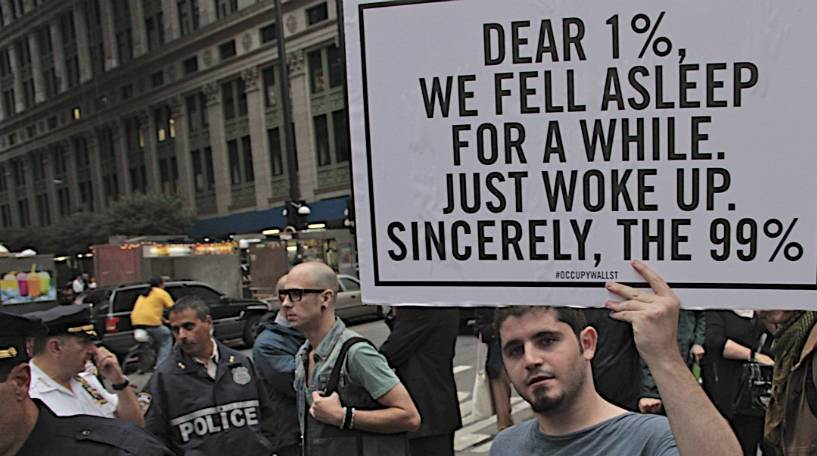 DEAR 1%,
WE FELL ASLEEP
FOR A WHILE.
JUST WOKE UP.
SINCERELY, THE 99%
#OCCUPYWALLST
POLICE